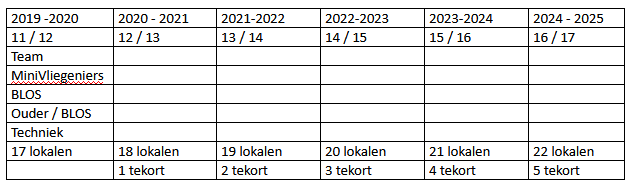 2019 -2020 2020 - 2021 2021-2022 2022-2023 2023-2024 2024 - 2025
11 / 12 12 / 13 13 / 14 14 / 15 15 / 16 16 / 17
Team
MiniVliegeniers
BLOS
Ouder / BLOS
Techniek
17 lokalen 18 lokalen 19 lokalen 20 lokalen 21 lokalen 22 lokalen
1 tekort 2 tekort 3 tekort 4 tekort 5 tekort